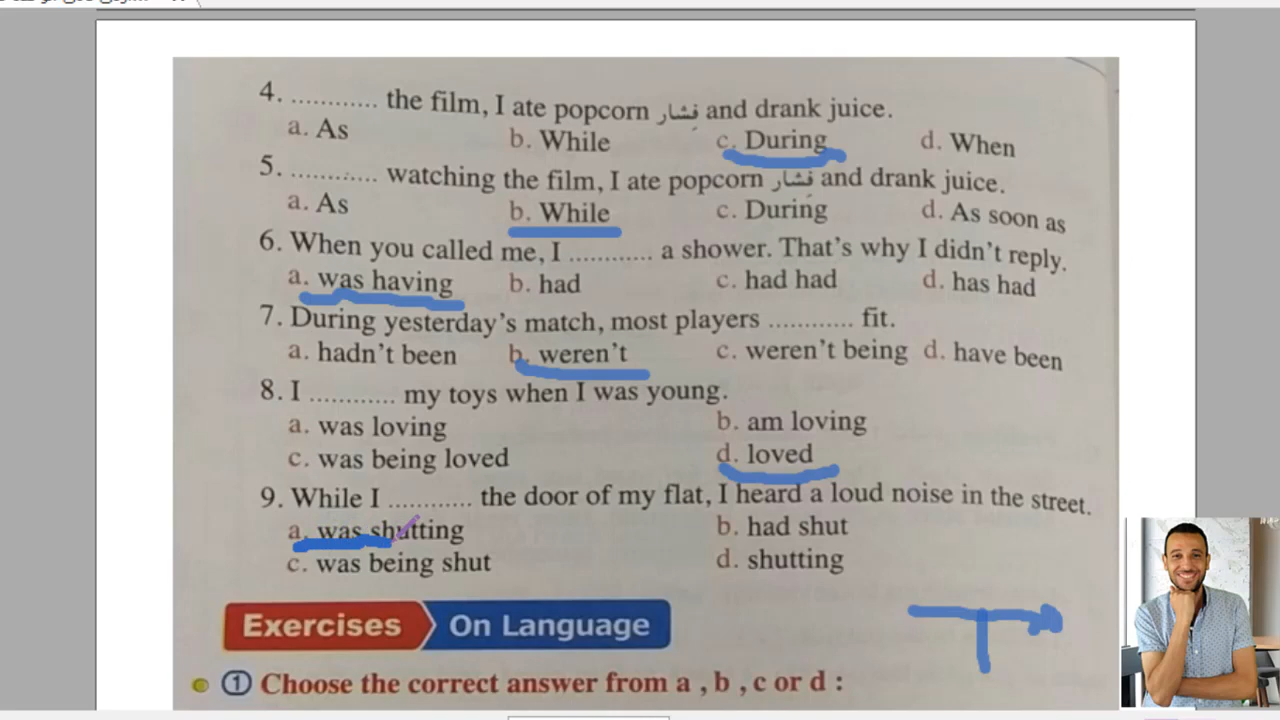 4. ............ the film, I ate popcorn فشار and drank juice.
a. As b. While c. During d. When
5. ............ watching the film, I ate popcorn فشار and drank juice.
a. As b. While c. During d. As soon as
6. When you called me, I ............ a shower. That's why I didn't reply.
a. was having b. had c. had had d. has had
7. During yesterday's match, most players ............ fit.
a. hadn't been b. weren't c. weren't being d. have been
8. I ............ my toys when I was young.
a. was loving b. am loving
c. was being loved d. loved
9. While I ............ the door of my flat, I heard a loud noise in the street.
a. was shutting b. had shut
c. was being shut d. shutting
Exercises On Language
1 Choose the correct answer from a , b , c or d :